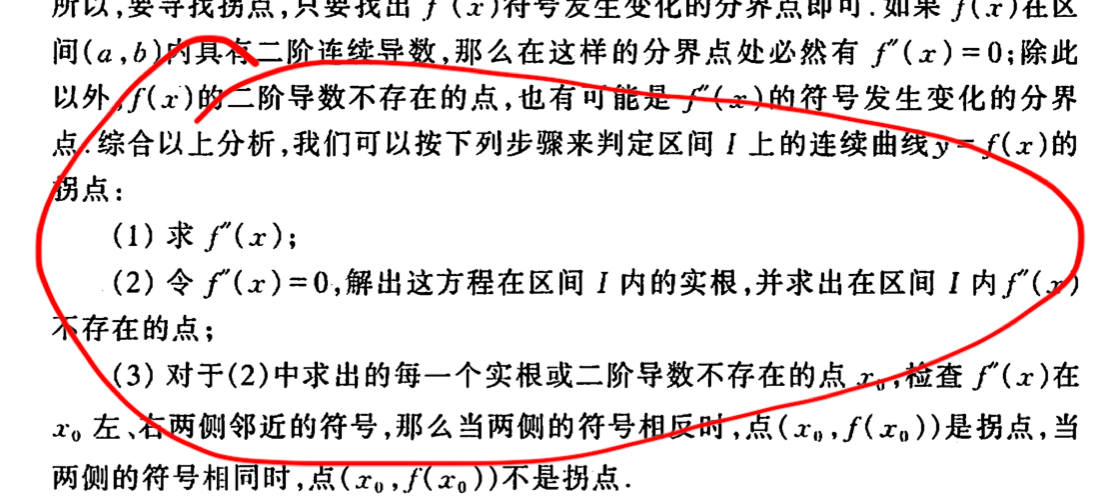 所以,要寻找拐点,只要找出 f″(x)符号发生变化的分界点即可.如果 f(x)在区
间(a,b)内具有二阶连续导数,那么在这样的分界点处必然有 f″(x)=0;除此
以外,f(x)的二阶导数不存在的点,也有可能是 f″(x)的符号发生变化的分界
点.综合以上分析,我们可以按下列步骤来判定区间 I 上的连续曲线y=f(x)的
拐点:
(1) 求 f″(x);
(2) 令 f″(x)=0,解出这方程在区间 I 内的实根,并求出在区间 I 内f″(x)
不存在的点;
(3) 对于(2)中求出的每一个实根或二阶导数不存在的点 x₀,检查 f″(x)在
x₀ 左、右两侧邻近的符号,那么当两侧的符号相反时,点(x₀,f(x₀))是拐点,当
两侧的符号相同时,点(x₀,f(x₀))不是拐点.